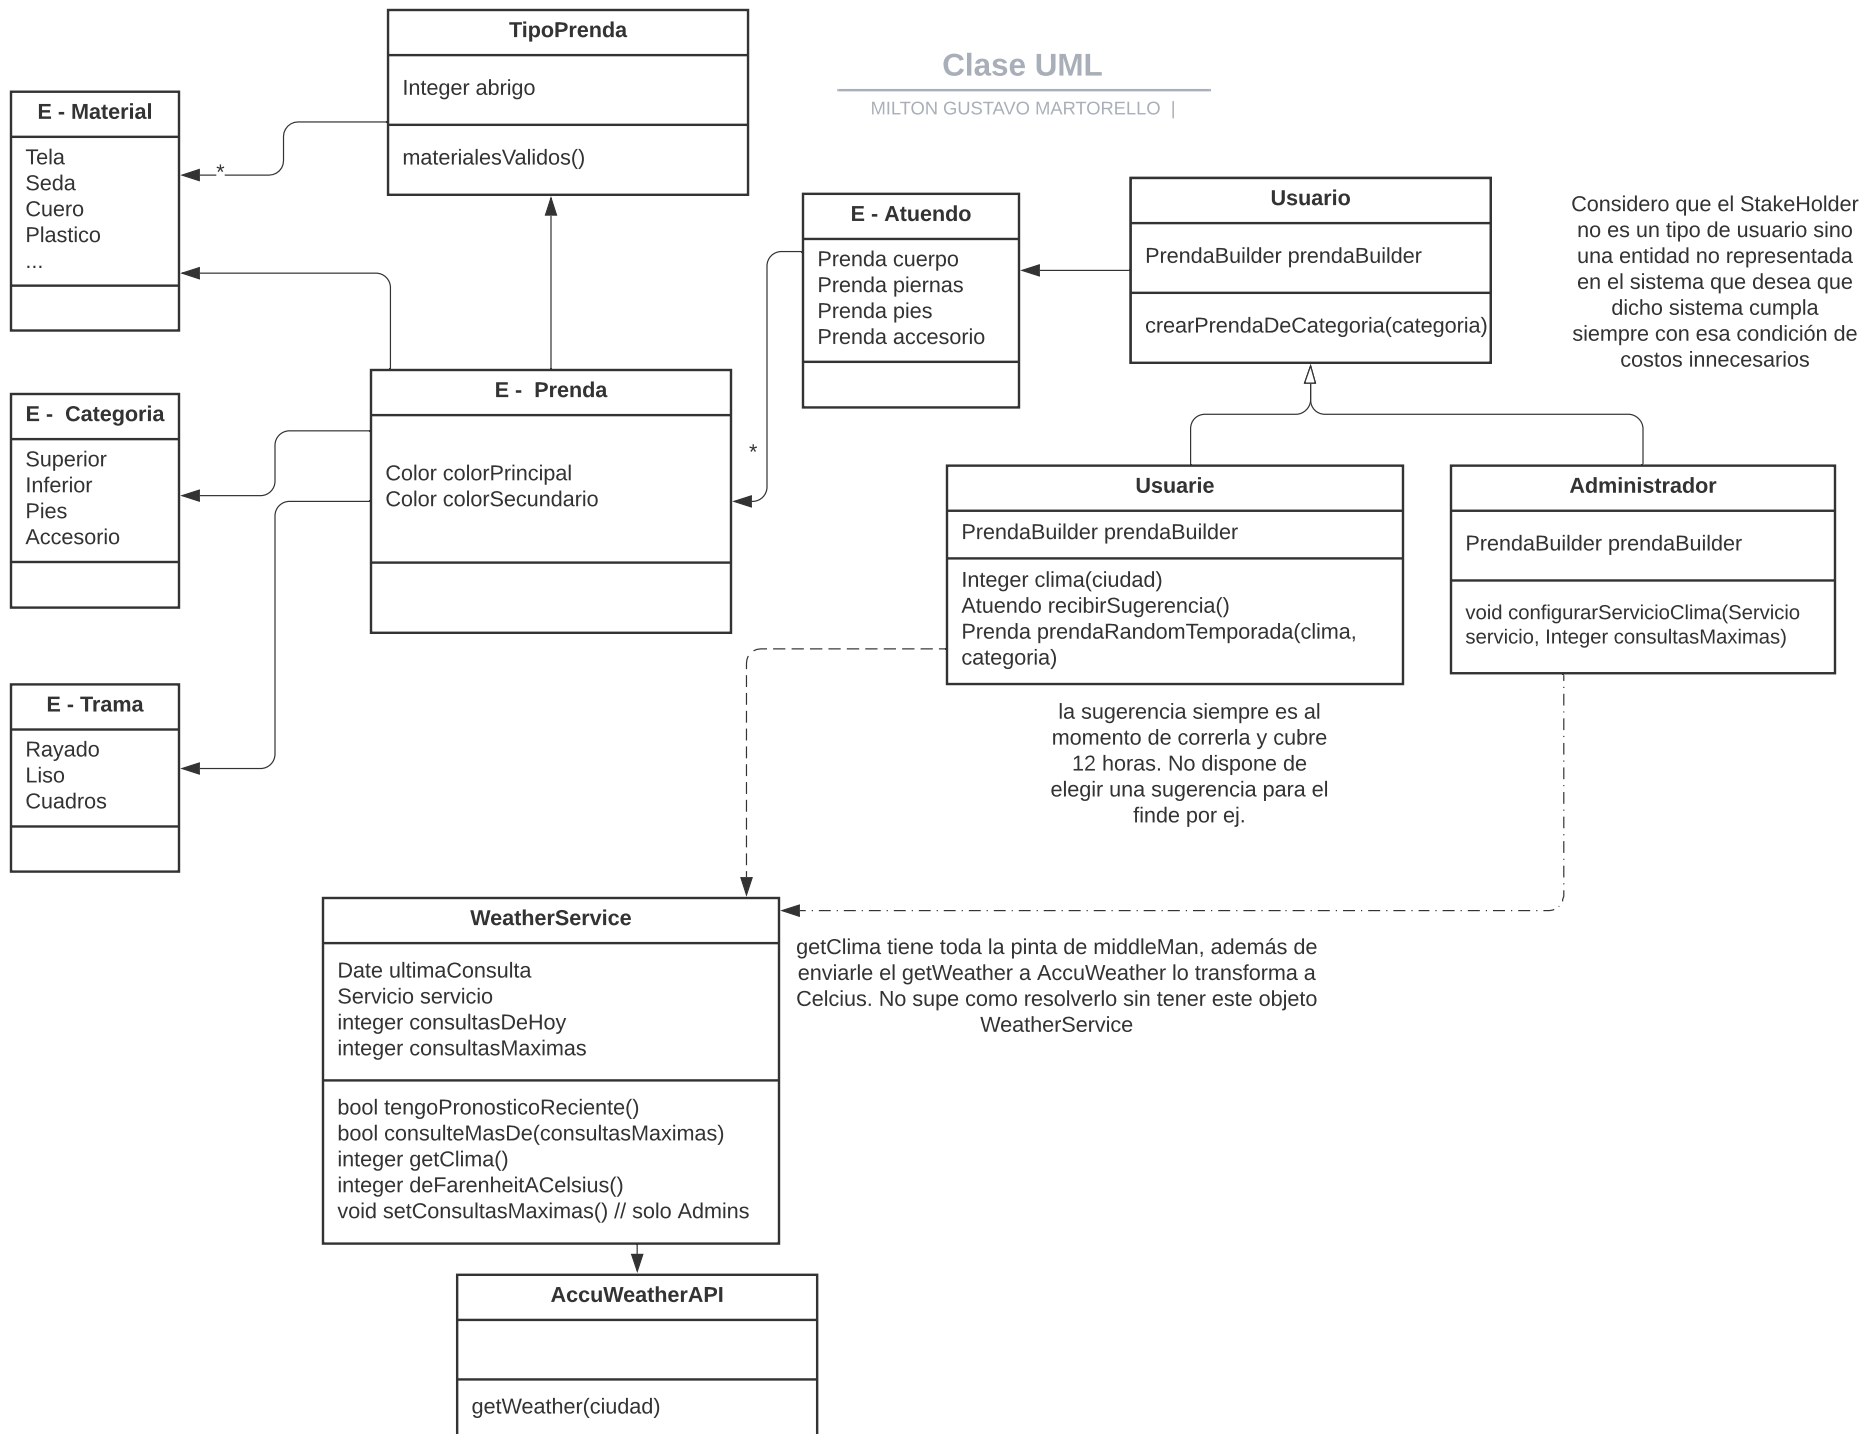 TipoPrenda
Integer abrigo
materialesValidos()
Clase UML
MILTON GUSTAVO MARTORELLO |
E - Material
Tela
Seda
Cuero
Plastico
...
*
E - Atuendo
Prenda cuerpo
Prenda piernas
Prenda pies
Prenda accesorio
Usuario
PrendaBuilder prendaBuilder
crearPrendaDeCategoria(categoria)
Considero que el StakeHolder
no es un tipo de usuario sino
una entidad no representada
en el sistema que desea que
dicho sistema cumpla
siempre con esa condición de
costos innecesarios
E - Categoria
Superior
Inferior
Pies
Accesorio
E - Prenda
Color colorPrincipal
Color colorSecundario
*
Usuarie
PrendaBuilder prendaBuilder
Integer clima(ciudad)
Atuendo recibirSugerencia()
Prenda prendaRandomTemporada(clima,
categoria)
Administrador
PrendaBuilder prendaBuilder
void configurarServicioClima(Servicio
servicio, Integer consultasMaximas)
E - Trama
Rayado
Liso
Cuadros
la sugerencia siempre es al
momento de correrla y cubre
12 horas. No dispone de
elegir una sugerencia para el
finde por ej.
WeatherService
Date ultimaConsulta
Servicio servicio
integer consultasDeHoy
integer consultasMaximas
bool tengoPronosticoReciente()
bool consulteMasDe(consultasMaximas)
integer getClima()
integer deFarenheitACelsius()
void setConsultasMaximas() // solo Admins
getClima tiene toda la pinta de middleMan, además de
enviarle el getWeather a AccuWeather lo transforma a
Celcius. No supe como resolverlo sin tener este objeto
WeatherService
AccuWeatherAPI
getWeather(ciudad)